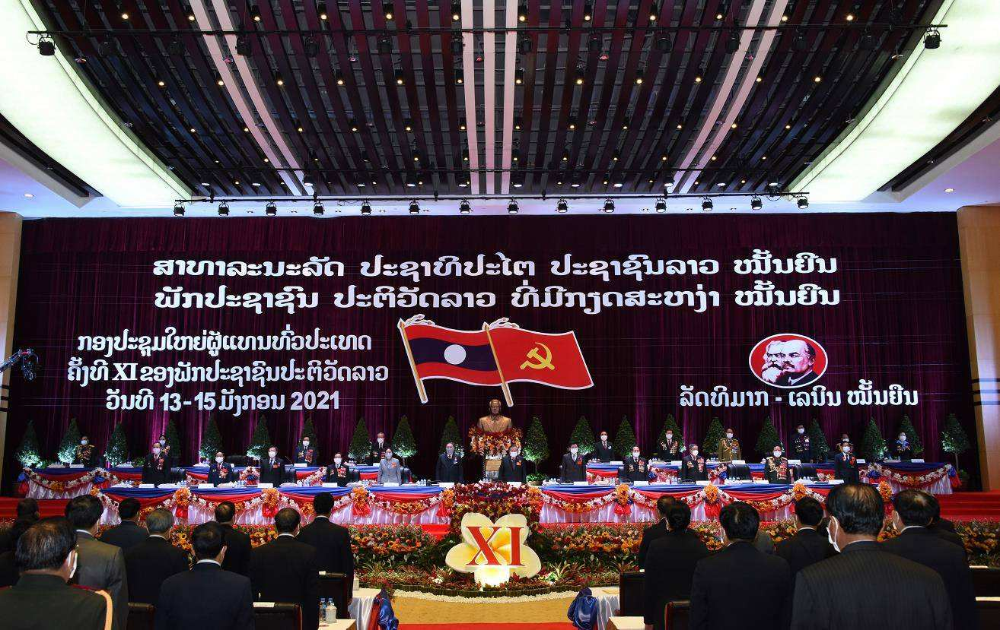 ສາທາລະນະລັດ ປະຊາທິປະໄຕ ປະຊາຊົນລາວ ໝັ້ນຍືນ
ພັກປະຊາຊົນ ປະຕິວັດລາວ ທີ່ມີກຽດສະຫງ່າ ໝັ້ນຍືນ
ກອງປະຊຸມໃຫຍ່ຜູ້ແທນທົ່ວປະເທດ
ຄັ້ງທີ XI ຂອງພັກປະຊາຊົນປະຕິວັດລາວ
ວັນທີ 13-15 ມັງກອນ 2021
ລັດທິມາກ - ເລນິນ ໝັ້ນຍືນ
XI